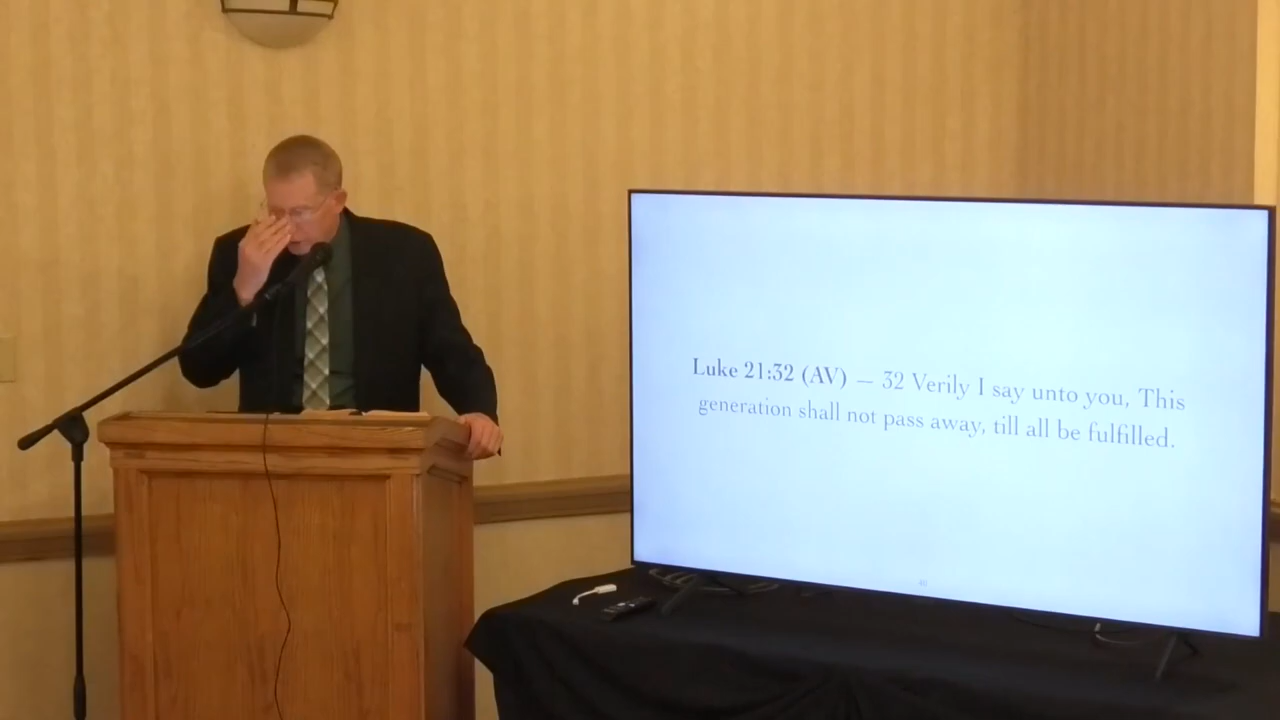 Luke 21:32 (AV) – 32 Verily I say unto you, This
generation shall not pass away, till all be fulfilled.